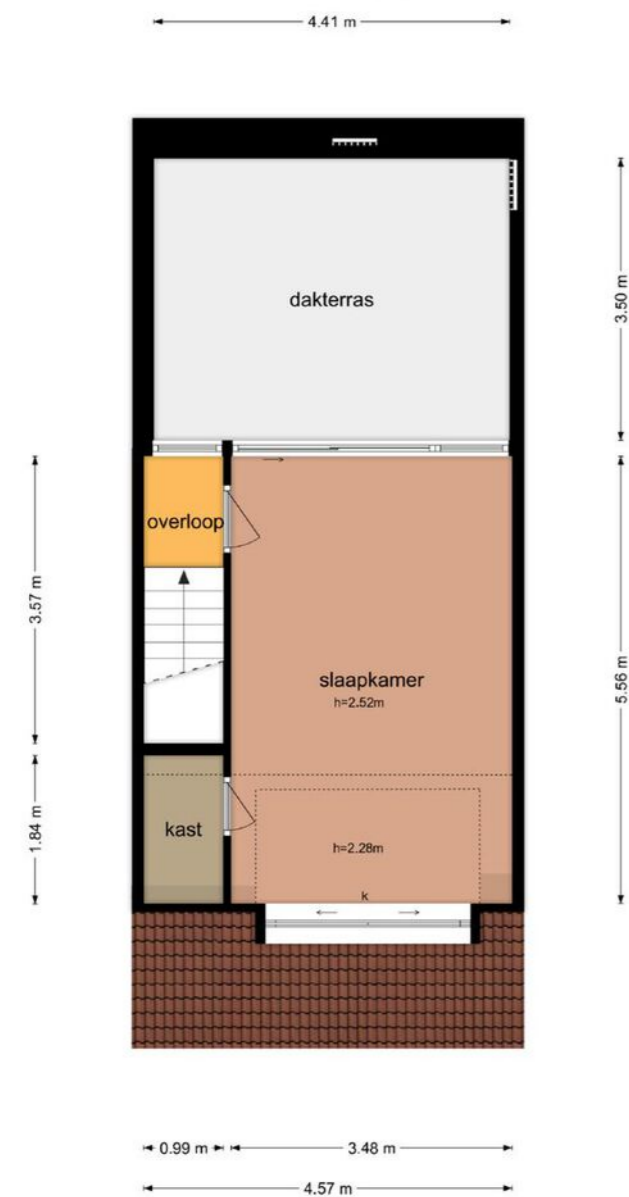 4.41 m
dakterras
3.50 m
overloop
3.57 m
slaapkamer
h=2.52m
5.56 m
kast
1.84 m
h=2.28m
k
0.99 m
3.48 m
4.57 m